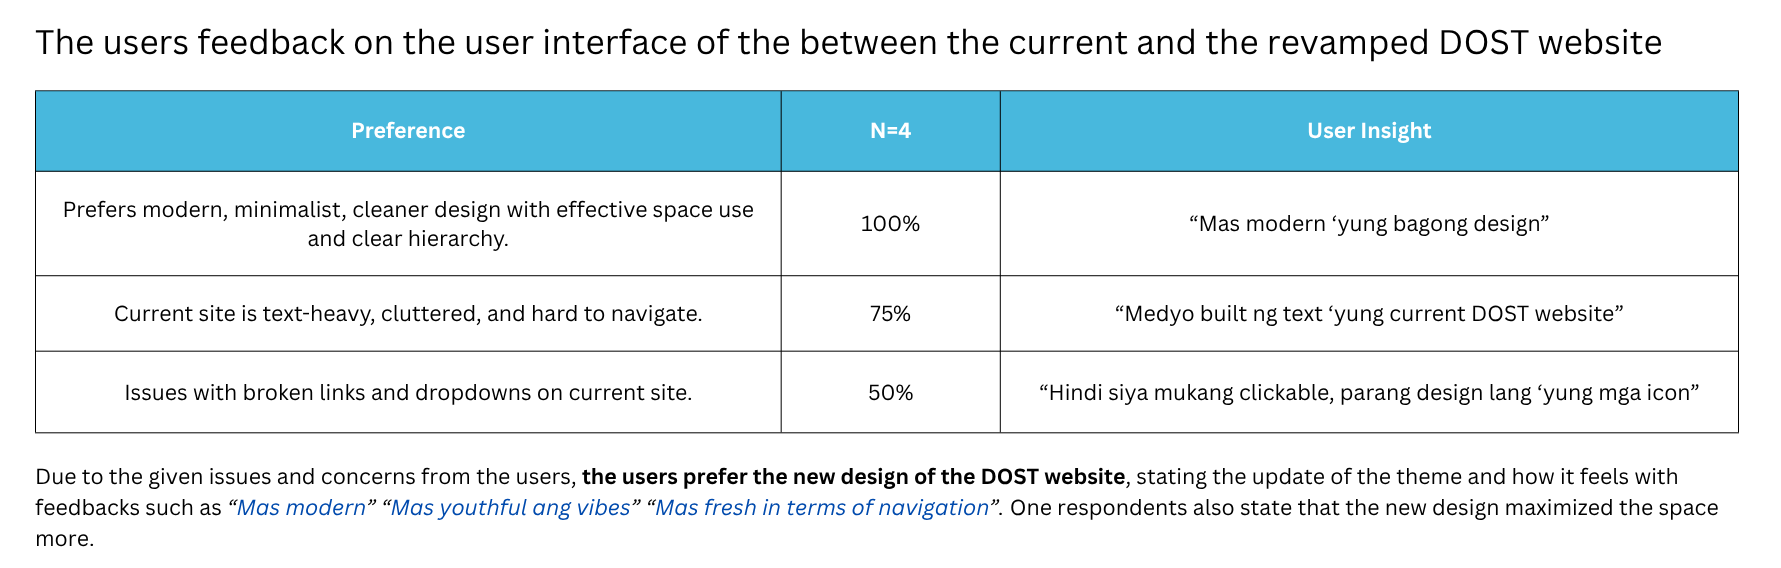 The users feedback on the user interface of the between the current and the revamped DOST website
Preference
N=4
User Insight
Prefers modern, minimalist, cleaner design with effective space use
and clear hierarchy.
100%
“Mas modern ‘yung bagong design”
Current site is text-heavy, cluttered, and hard to navigate.
75%
“Medyo built ng text ‘yung current DOST website”
Issues with broken links and dropdowns on current site.
50%
“Hindi siya mukang clickable, parang design lang ‘yung mga icon”
Due to the given issues and concerns from the users, the users prefer the new design of the DOST website, stating the update of the theme and how it feels with
feedbacks such as “Mas modern” “Mas youthful ang vibes” “Mas fresh in terms of navigation”. One respondents also state that the new design maximized the space
more.